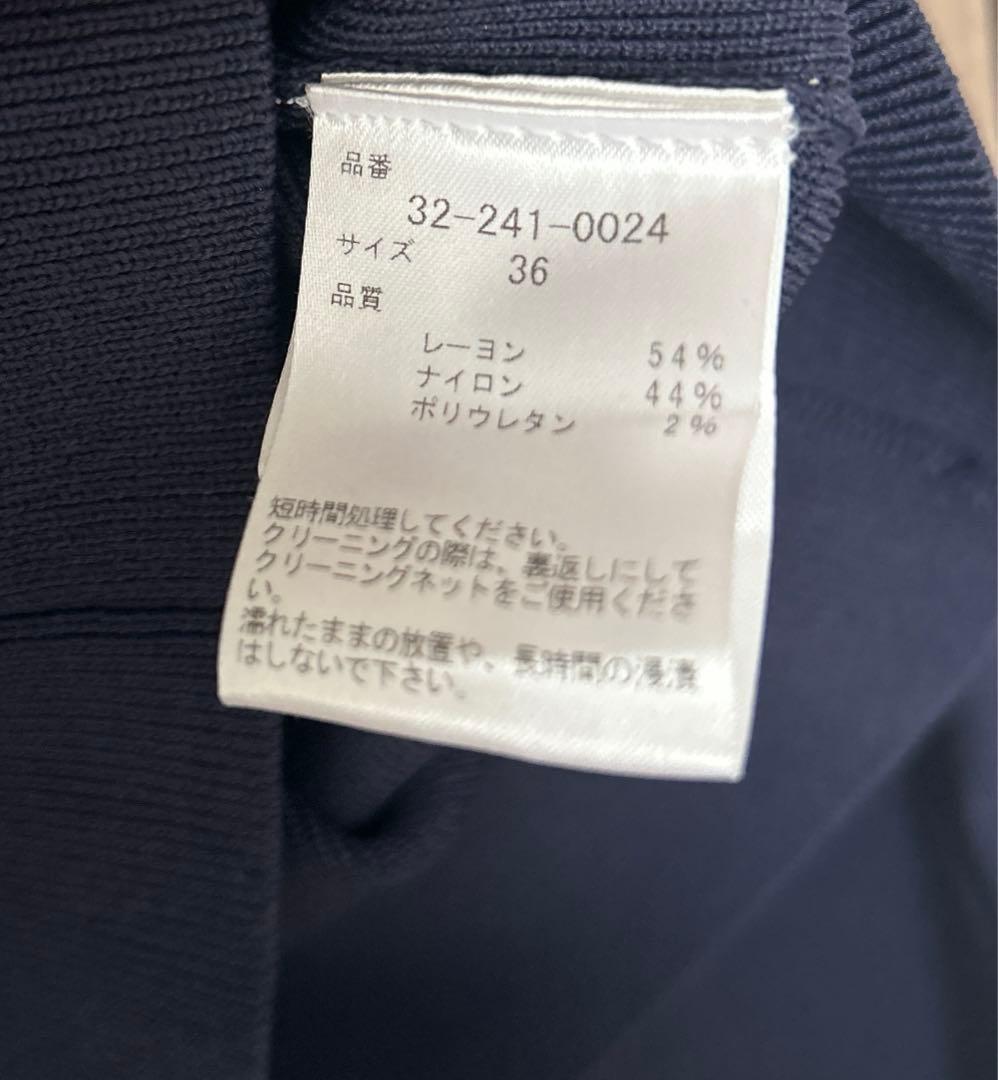 品番
32-241-0024
サイズ 36
品質
レーヨン 54%
ナイロン 44%
ポリウレタン 2%
短時間処理してください。
クリーニングの際は、裏返しにして
クリーニングネットをご使用くださ
い。
濡れたままの放置や、長時間の浸漬
はしないで下さい。